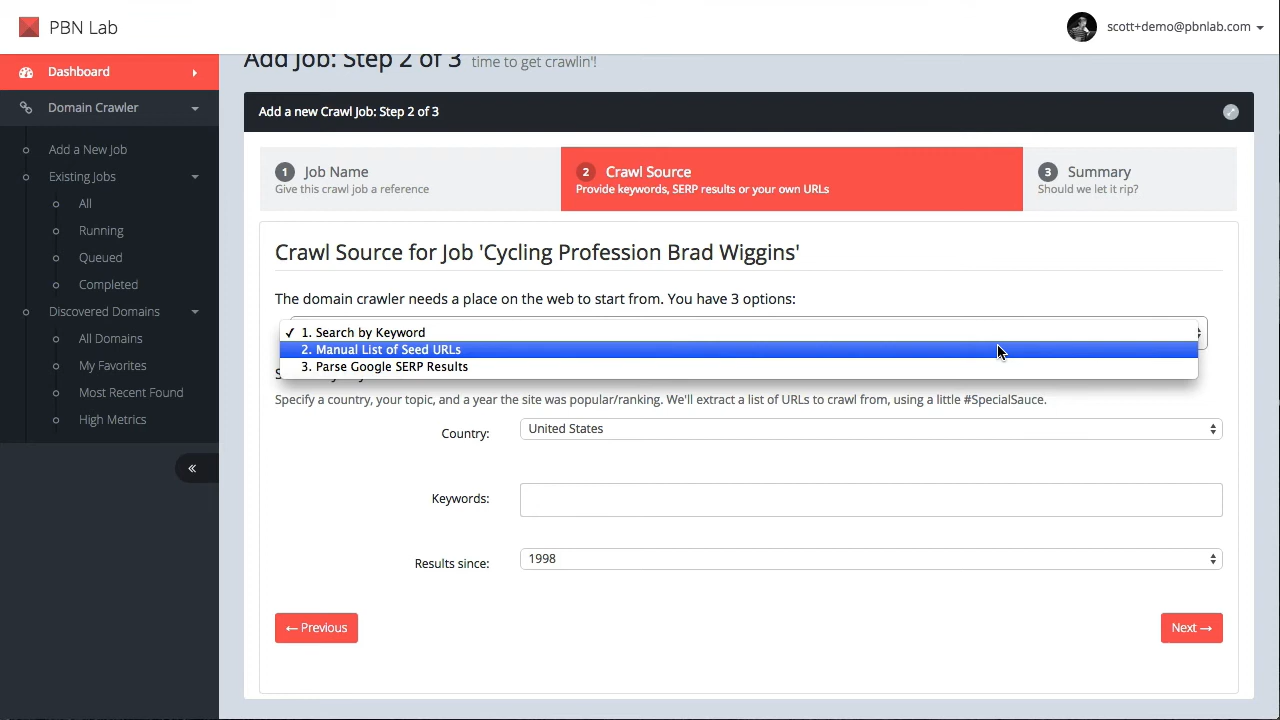 PBN Lab
scott+demo@pbnlab.com
Dashboard
Domain Crawler
Add a New Job
Existing Jobs
All
Running
Queued
Completed
Discovered Domains
All Domains
My Favorites
Most Recent Found
High Metrics
«
Add Job: Step 2 of 3 time to get crawlin'!
Add a new Crawl Job: Step 2 of 3
1 Job Name
Give this crawl job a reference
2 Crawl Source
Provide keywords, SERP results or your own URLs
3 Summary
Should we let it rip?
Crawl Source for Job 'Cycling Profession Brad Wiggins'
The domain crawler needs a place on the web to start from. You have 3 options:
✓ 1. Search by Keyword
2. Manual List of Seed URLs
3. Parse Google SERP Results
Specify a country, your topic, and a year the site was popular/ranking. We'll extract a list of URLs to crawl from, using a little #SpecialSauce.
Country: United States
Keywords:
Results since: 1998
← Previous
Next →